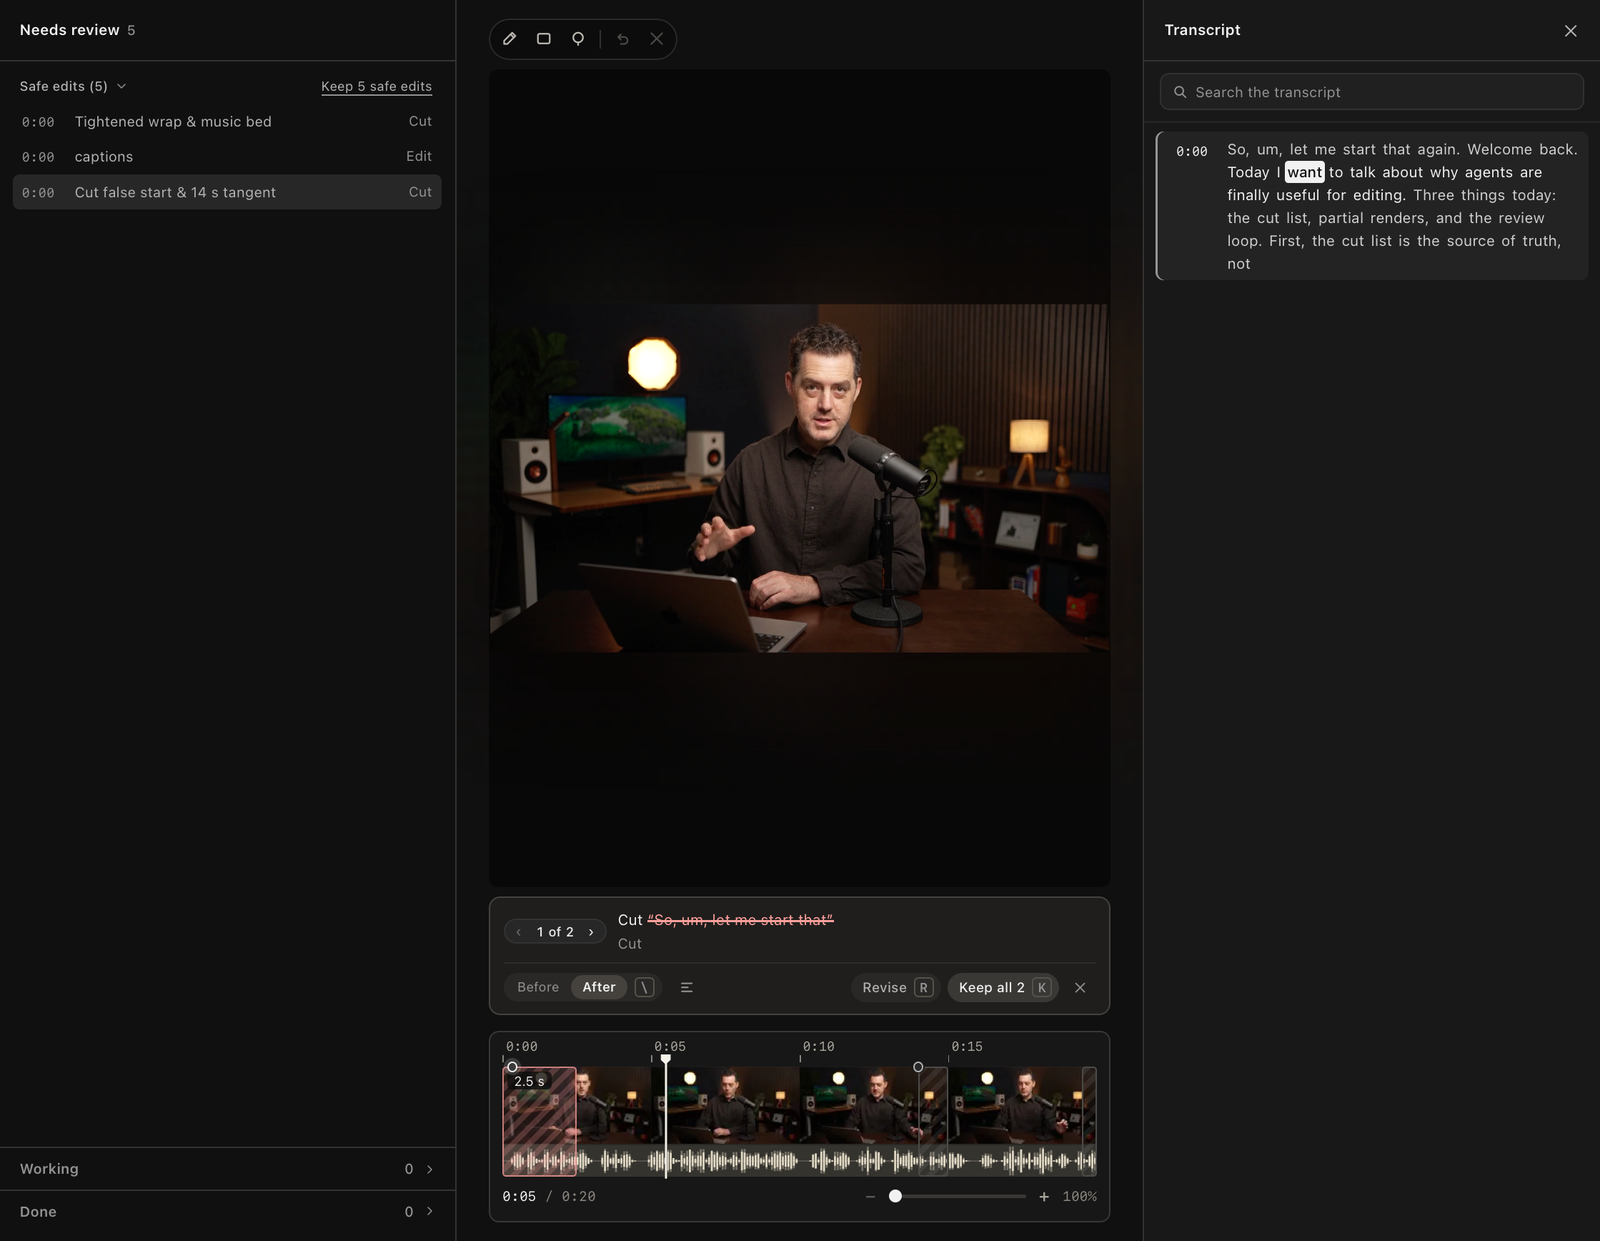 Needs review 5
Safe edits (5)
Keep 5 safe edits
0:00 Tightened wrap & music bed Cut
0:00 captions Edit
0:00 Cut false start & 14 s tangent Cut
Working 0
Done 0
1 of 2
Cut “So, um, let me start that”
Cut
Before After \
Revise R
Keep all 2 K
0:00 0:05 0:10 0:15
2.5 s
0:05 / 0:20
100%
Transcript
Search the transcript
0:00 So, um, let me start that again. Welcome back.
Today I want to talk about why agents are
finally useful for editing. Three things today:
the cut list, partial renders, and the review
loop. First, the cut list is the source of truth,
not